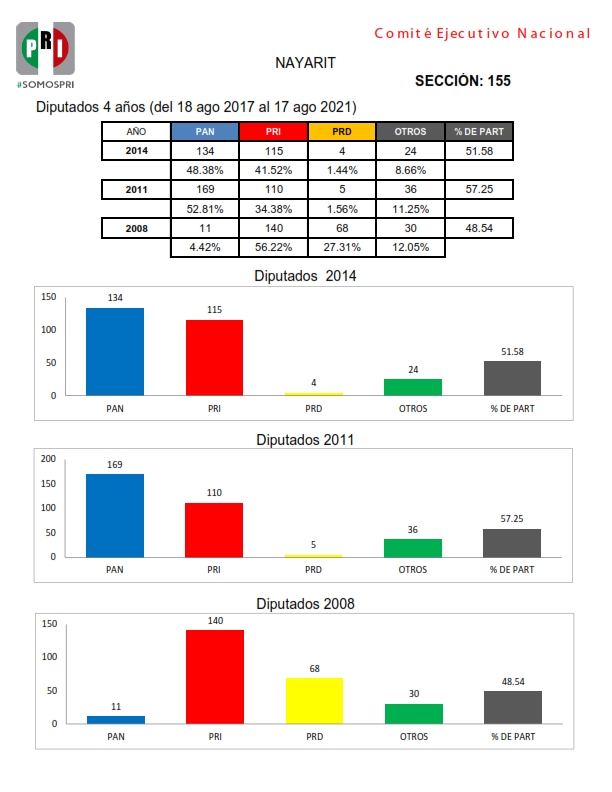 PRI
#SOMOSPRI
Comité Ejecutivo Nacional
NAYARIT
SECCIÓN: 155
Diputados 4 años (del 18 ago 2017 al 17 ago 2021)
AÑO PAN PRI PRD OTROS % DE PART
2014 134 115 4 24 51.58
48.38% 41.52% 1.44% 8.66%
2011 169 110 5 36 57.25
52.81% 34.38% 1.56% 11.25%
2008 11 140 68 30 48.54
4.42% 56.22% 27.31% 12.05%
Diputados 2014
150
134
115
100
50
51.58
24
4
0
PAN PRI PRD OTROS % DE PART
Diputados 2011
200
169
150
110
100
57.25
50
36
5
0
PAN PRI PRD OTROS % DE PART
Diputados 2008
150
140
100
68
50
48.54
30
11
0
PAN PRI PRD OTROS % DE PART